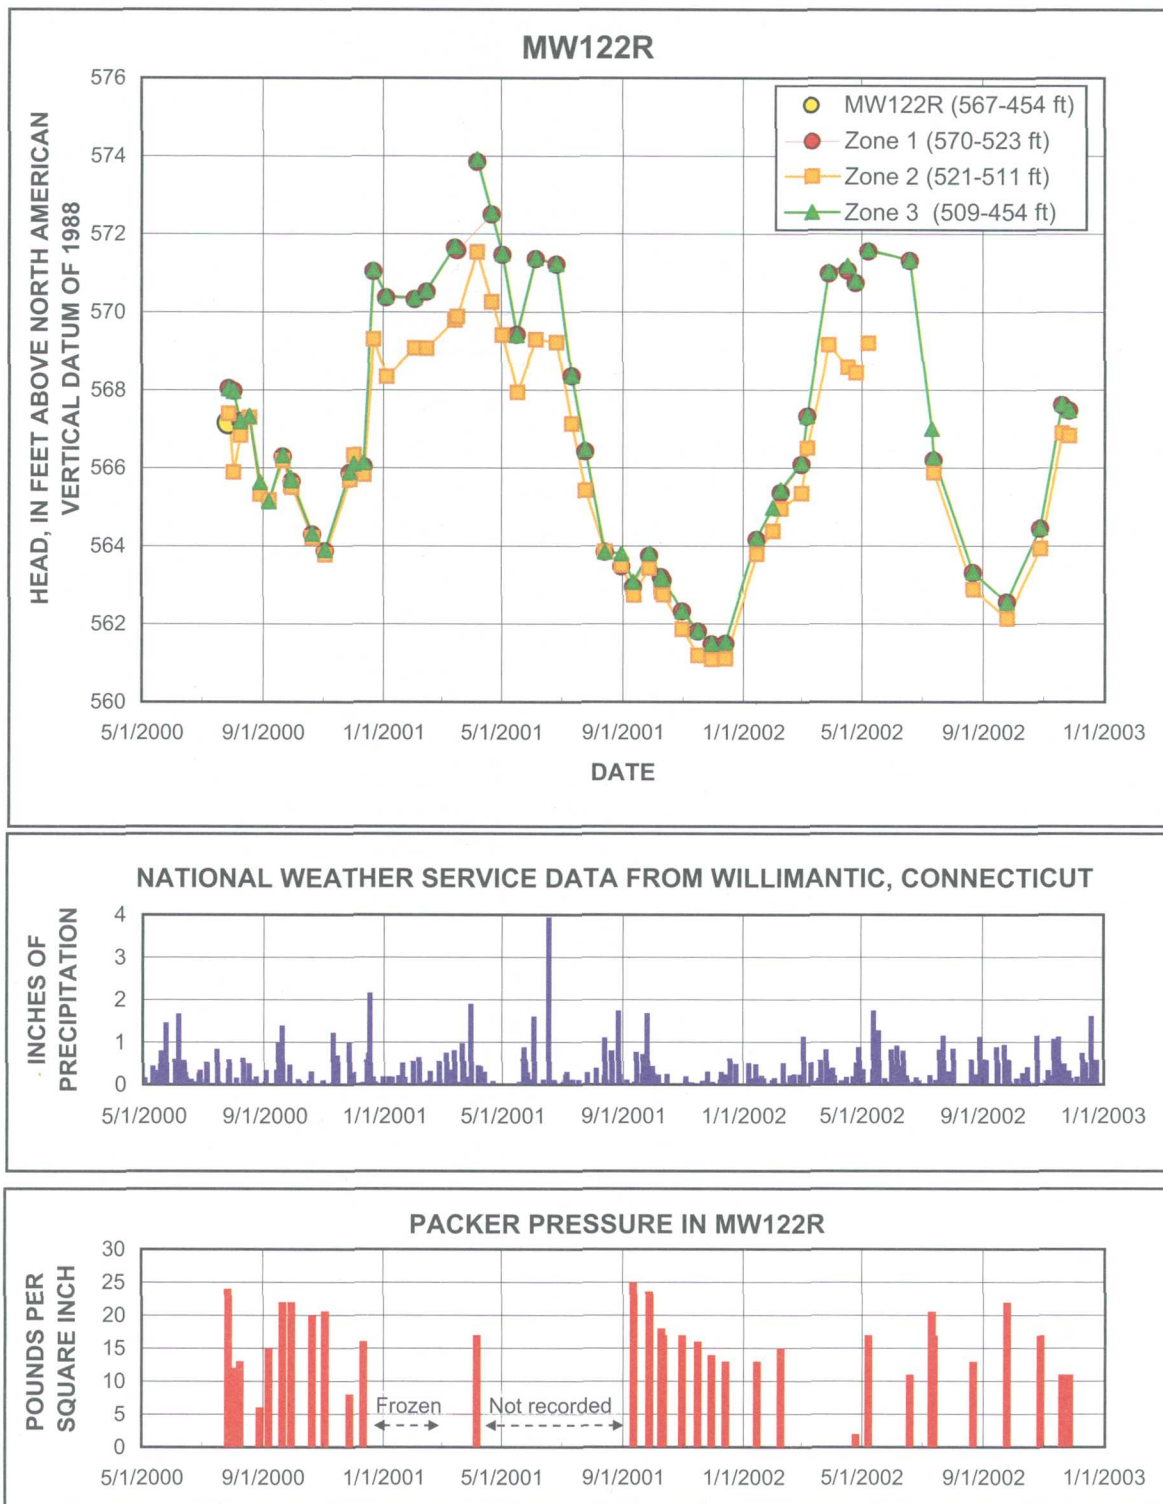 MW122R
HEAD, IN FEET ABOVE NORTH AMERICAN
VERTICAL DATUM OF 1988
576
574
572
570
568
566
564
562
560
MW122R (567-454 ft)
Zone 1 (570-523 ft)
Zone 2 (521-511 ft)
Zone 3 (509-454 ft)
5/1/2000 9/1/2000 1/1/2001 5/1/2001 9/1/2001 1/1/2002 5/1/2002 9/1/2002 1/1/2003
DATE
NATIONAL WEATHER SERVICE DATA FROM WILLIMANTIC, CONNECTICUT
INCHES OF
PRECIPITATION
4
3
2
1
0
5/1/2000 9/1/2000 1/1/2001 5/1/2001 9/1/2001 1/1/2002 5/1/2002 9/1/2002 1/1/2003
PACKER PRESSURE IN MW122R
POUNDS PER
SQUARE INCH
30
25
20
15
10
5
0
Frozen
Not recorded
5/1/2000 9/1/2000 1/1/2001 5/1/2001 9/1/2001 1/1/2002 5/1/2002 9/1/2002 1/1/2003